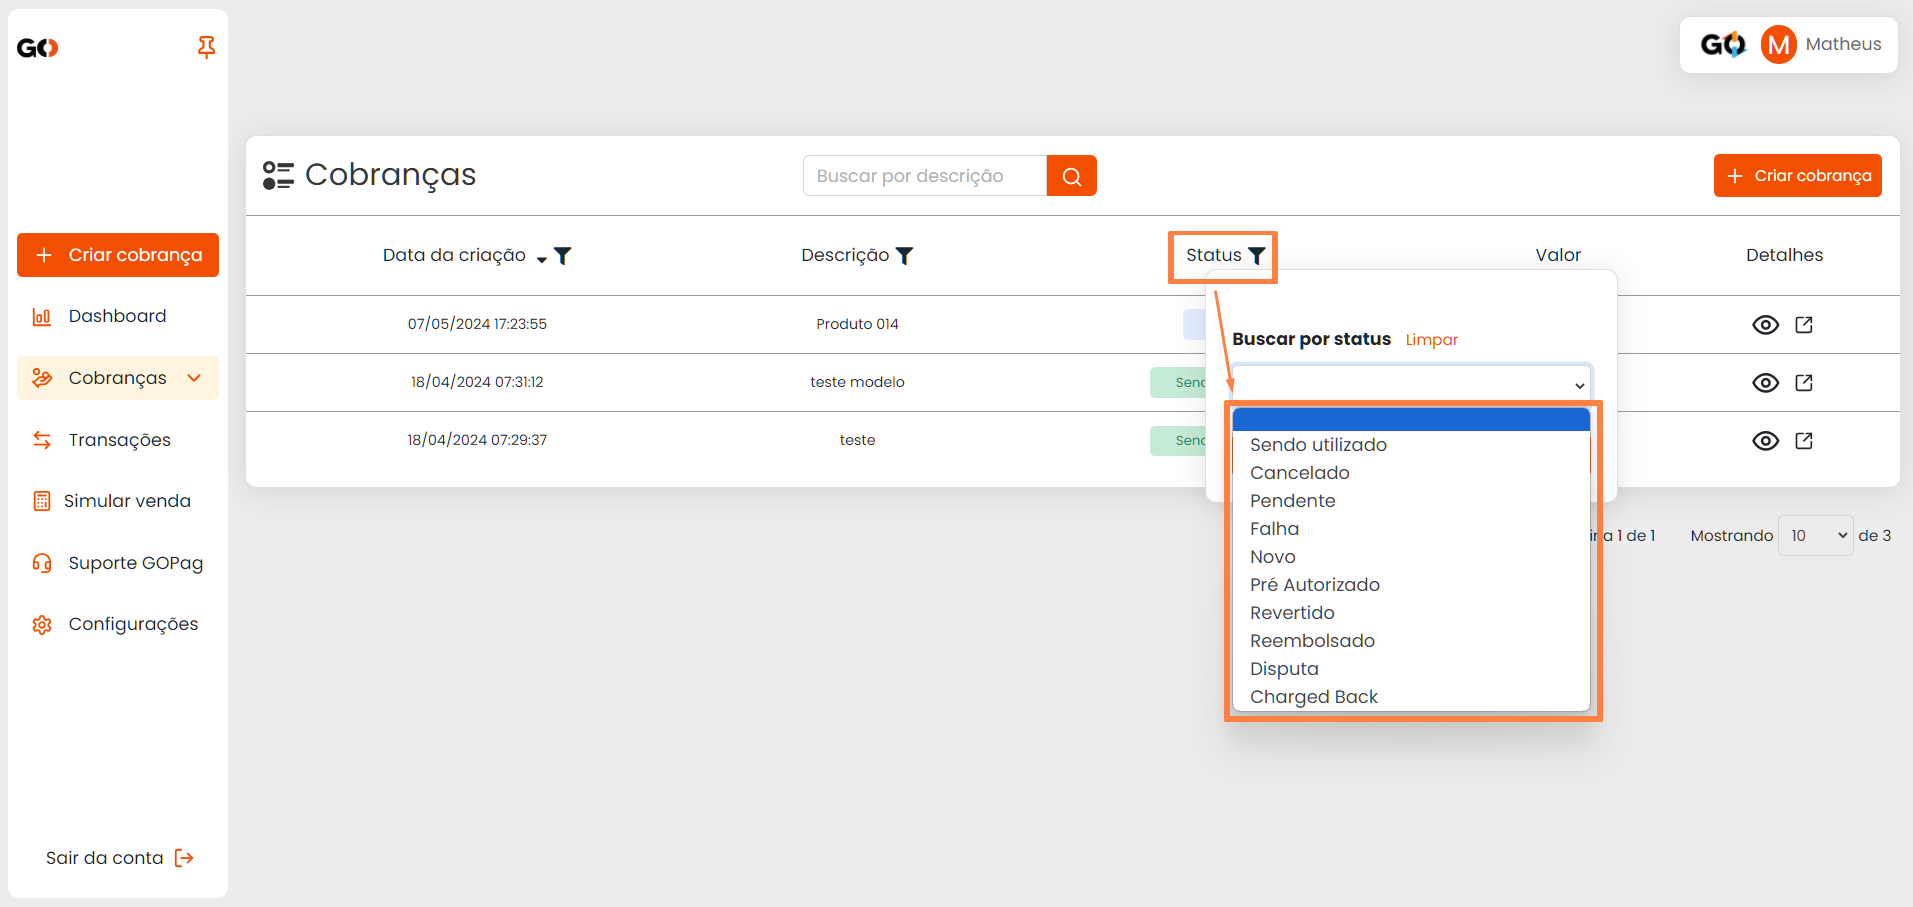 GO
GO M Matheus
Cobranças
Buscar por descrição
Criar cobrança
Criar cobrança
Dashboard
Cobranças
Transações
Simular venda
Suporte GOPag
Configurações
Sair da conta
Data da criação
Descrição
Status
Valor
Detalhes
07/05/2024 17:23:55
Produto 014
18/04/2024 07:31:12
teste modelo
18/04/2024 07:29:37
teste
Buscar por status Limpar
Sendo utilizado
Cancelado
Pendente
Falha
Novo
Pré Autorizado
Revertido
Reembolsado
Disputa
Charged Back
1 de 1
Mostrando 10 de 3